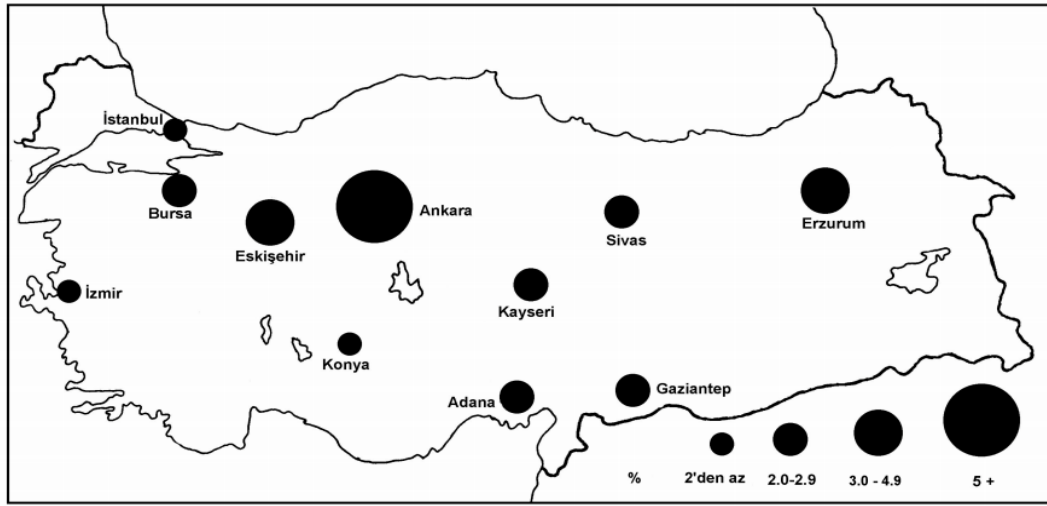 İstanbul
Bursa
Eskişehir
Ankara
Sivas
Erzurum
İzmir
Kayseri
Konya
Adana
Gaziantep
% 2'den az 2.0-2.9 3.0 - 4.9 5 +